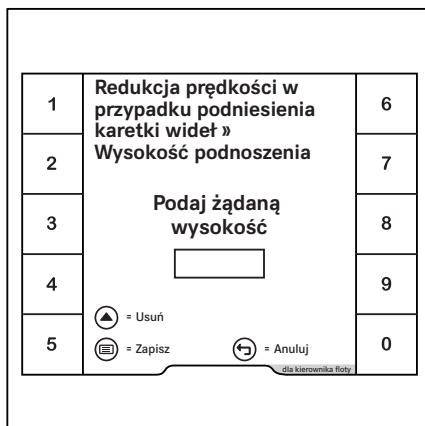 Redukcja prędkości w
przypadku podniesienia
karetki wideł »
Wysokość podnoszenia
1
2
3
4
5
6
7
8
9
0
Podaj żądaną
wysokość
= Usuń
= Zapisz
= Anuluj
dla kierownika floty